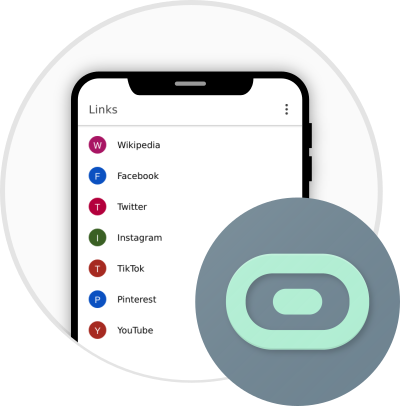 Links
W Wikipedia
F Facebook
T Twitter
I Instagram
T TikTok
P Pinterest
Y YouTube